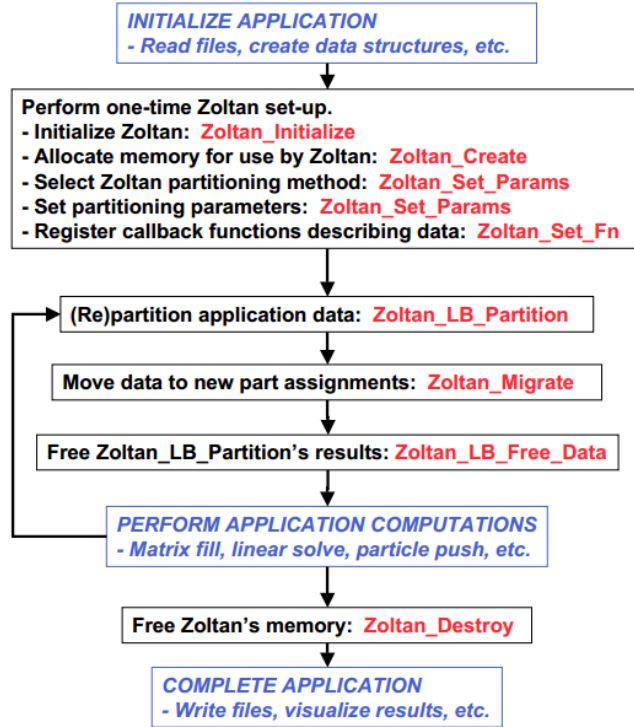 INITIALIZE APPLICATION
- Read files, create data structures, etc.
Perform one-time Zoltan set-up.
- Initialize Zoltan: Zoltan_Initialize
- Allocate memory for use by Zoltan: Zoltan_Create
- Select Zoltan partitioning method: Zoltan_Set_Params
- Set partitioning parameters: Zoltan_Set_Params
- Register callback functions describing data: Zoltan_Set_Fn
(Re)partition application data: Zoltan_LB_Partition
Move data to new part assignments: Zoltan_Migrate
Free Zoltan_LB_Partition's results: Zoltan_LB_Free_Data
PERFORM APPLICATION COMPUTATIONS
- Matrix fill, linear solve, particle push, etc.
Free Zoltan's memory: Zoltan_Destroy
COMPLETE APPLICATION
- Write files, visualize results, etc.